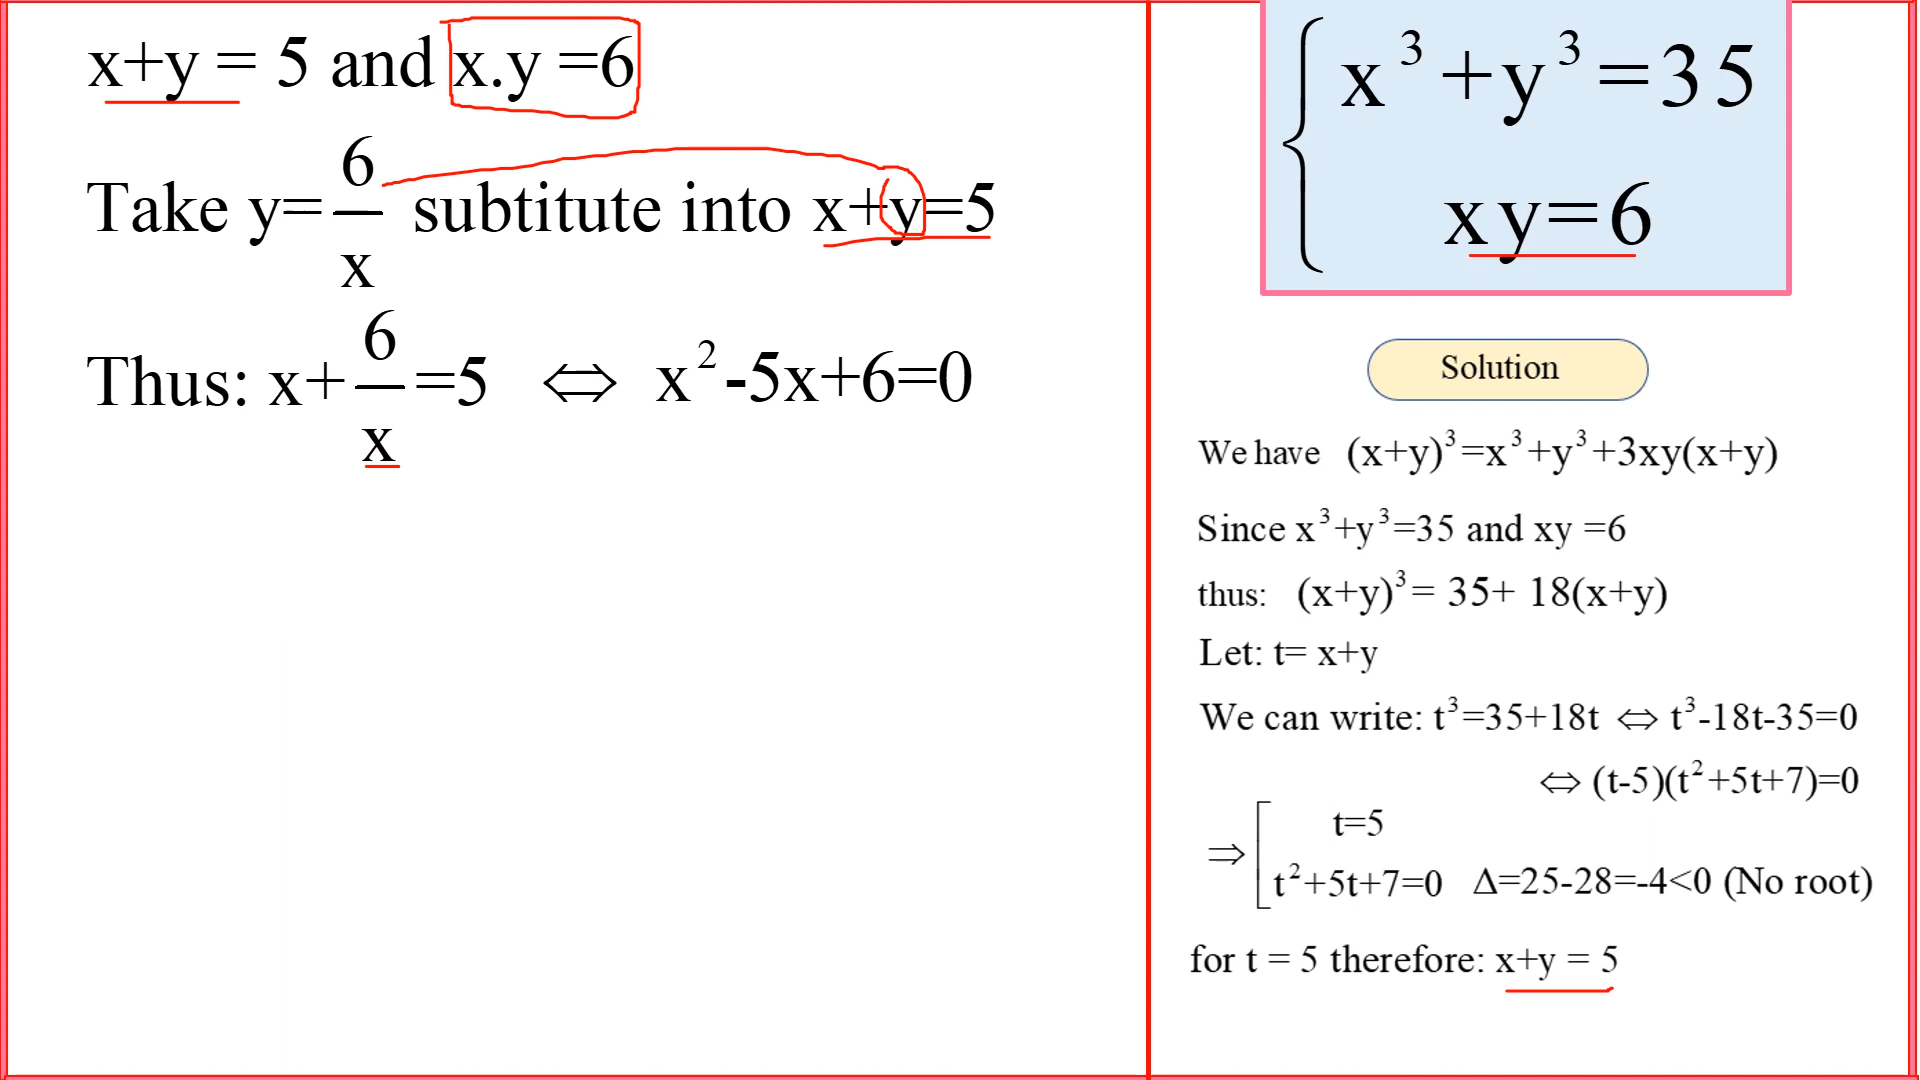 x+y = 5 and x.y =6
Take y= 6/x subtitute into x+y=5
Thus: x+ 6/x =5 ⇔ x²-5x+6=0
x³+y³=35
xy=6
Solution
We have (x+y)³=x³+y³+3xy(x+y)
Since x³+y³=35 and xy =6
thus: (x+y)³= 35+ 18(x+y)
Let: t= x+y
We can write: t³=35+18t ⇔ t³-18t-35=0
⇔ (t-5)(t²+5t+7)=0
⇒ t=5
t²+5t+7=0 Δ=25-28=-4<0 (No root)
for t = 5 therefore: x+y = 5